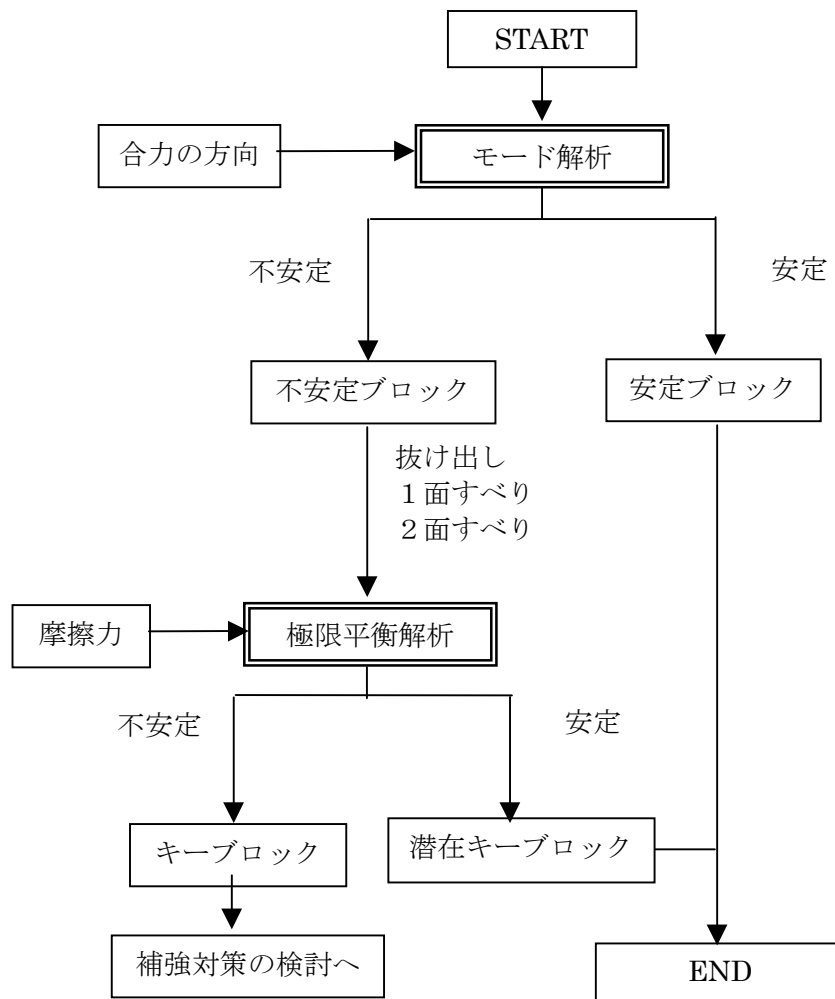 START
合力の方向
モード解析
不安定
安定
不安定ブロック
安定ブロック
抜け出し
１面すべり
２面すべり
摩擦力
極限平衡解析
不安定
安定
キーブロック
潜在キーブロック
補強対策の検討へ
END